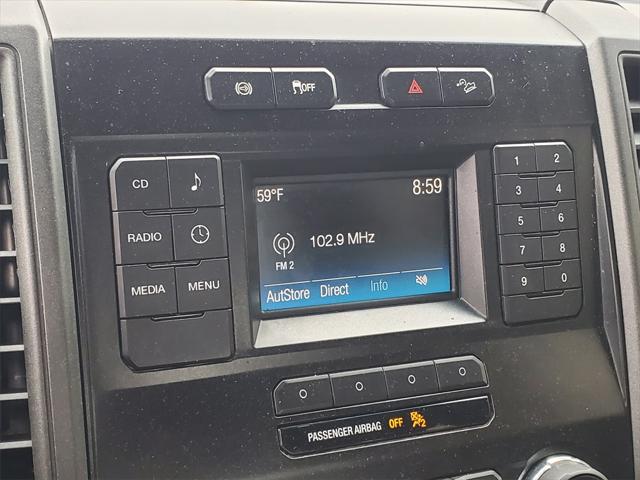 OFF
CD
RADIO
MEDIA MENU
59°F 8:59
102.9 MHz
FM 2
AutStore Direct Info
1 2
3 4
5 6
7 8
9 0
PASSENGER AIRBAG OFF 2